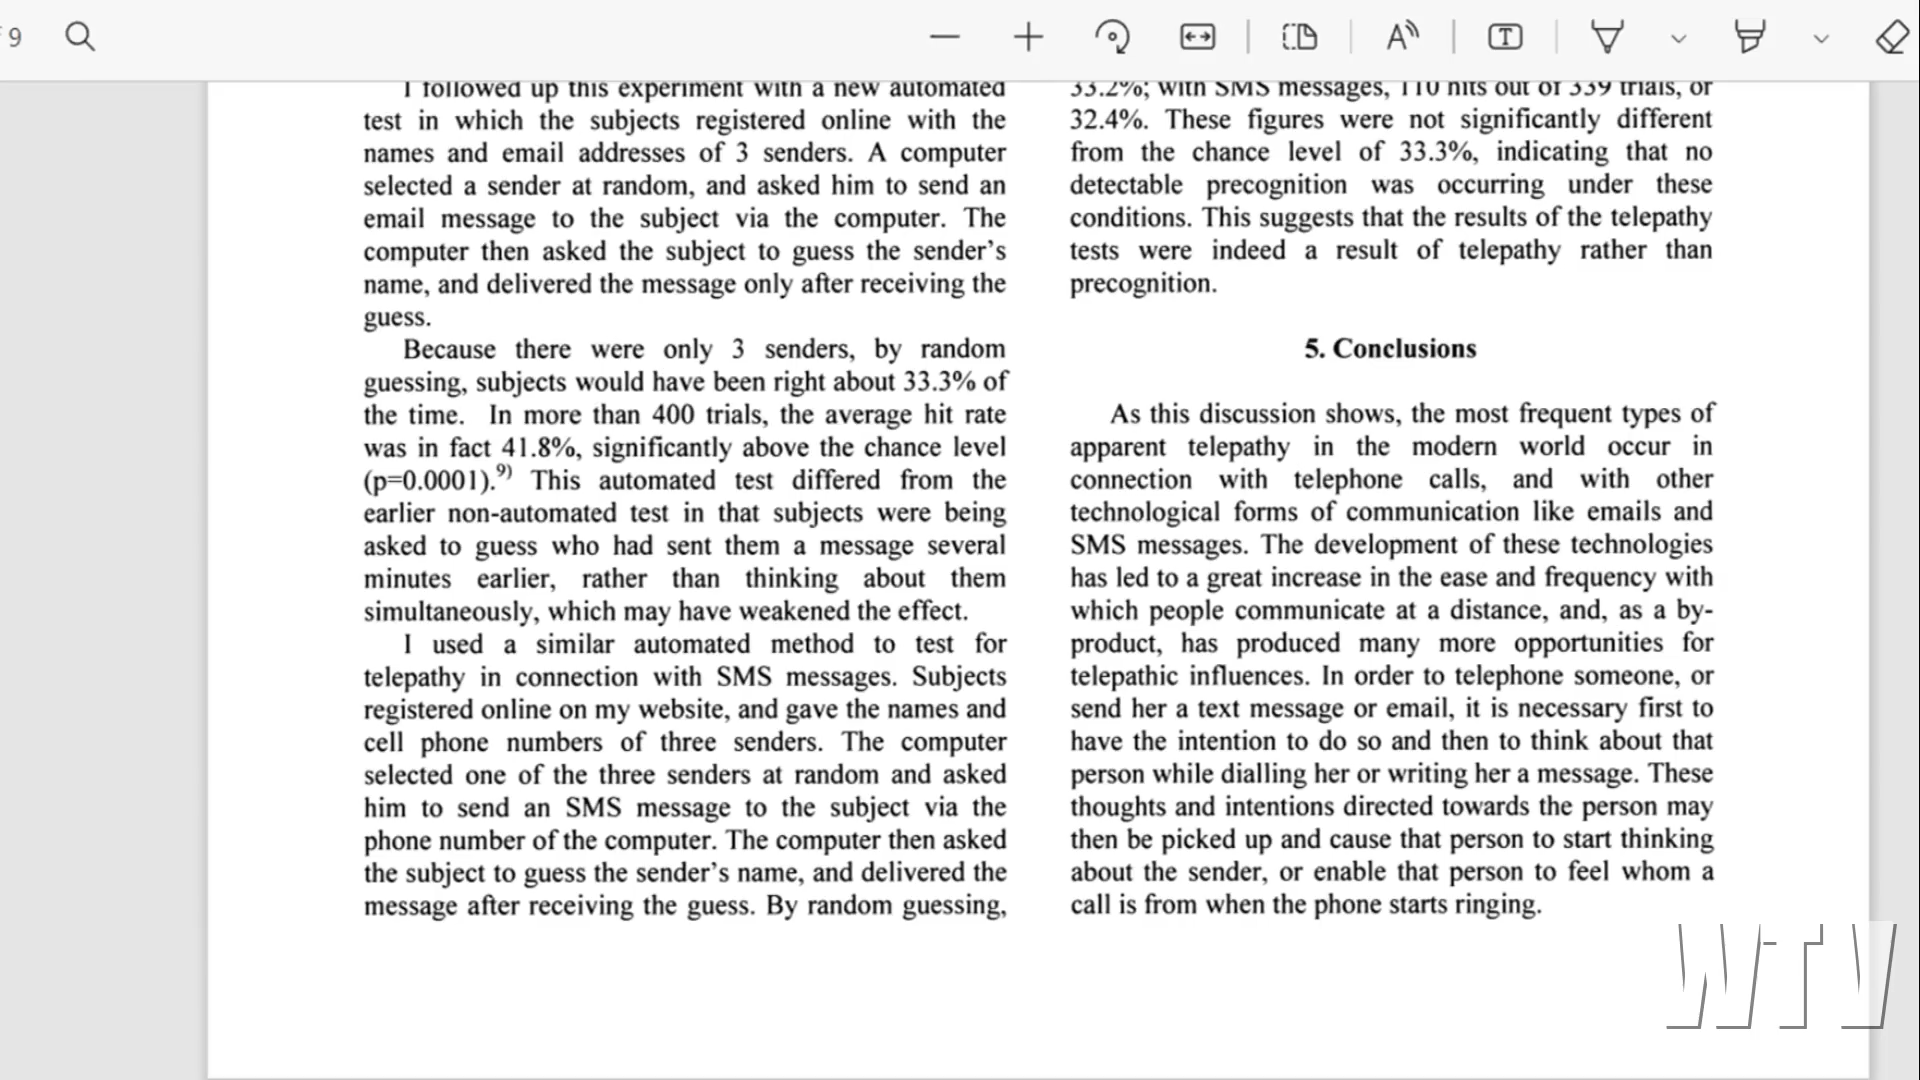 9
I followed up this experiment with a new automated
test in which the subjects registered online with the
names and email addresses of 3 senders. A computer
selected a sender at random, and asked him to send an
email message to the subject via the computer. The
computer then asked the subject to guess the sender's
name, and delivered the message only after receiving the
guess.
Because there were only 3 senders, by random
guessing, subjects would have been right about 33.3% of
the time. In more than 400 trials, the average hit rate
was in fact 41.8%, significantly above the chance level
(p=0.0001).9) This automated test differed from the
earlier non-automated test in that subjects were being
asked to guess who had sent them a message several
minutes earlier, rather than thinking about them
simultaneously, which may have weakened the effect.
I used a similar automated method to test for
telepathy in connection with SMS messages. Subjects
registered online on my website, and gave the names and
cell phone numbers of three senders. The computer
selected one of the three senders at random and asked
him to send an SMS message to the subject via the
phone number of the computer. The computer then asked
the subject to guess the sender's name, and delivered the
message after receiving the guess. By random guessing,
33.2%; with SMS messages, 110 hits out of 339 trials, or
32.4%. These figures were not significantly different
from the chance level of 33.3%, indicating that no
detectable precognition was occurring under these
conditions. This suggests that the results of the telepathy
tests were indeed a result of telepathy rather than
precognition.
5. Conclusions
As this discussion shows, the most frequent types of
apparent telepathy in the modern world occur in
connection with telephone calls, and with other
technological forms of communication like emails and
SMS messages. The development of these technologies
has led to a great increase in the ease and frequency with
which people communicate at a distance, and, as a by-
product, has produced many more opportunities for
telepathic influences. In order to telephone someone, or
send her a text message or email, it is necessary first to
have the intention to do so and then to think about that
person while dialling her or writing her a message. These
thoughts and intentions directed towards the person may
then be picked up and cause that person to start thinking
about the sender, or enable that person to feel whom a
call is from when the phone starts ringing.
WTV